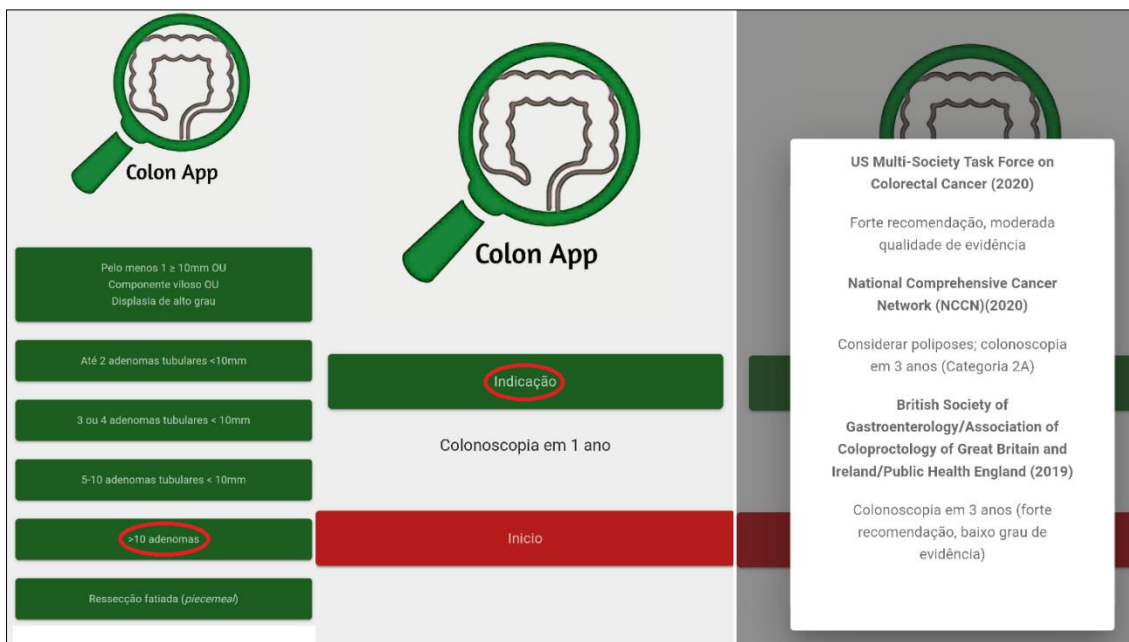 Colon App
Pelo menos 1 ≥ 10mm OU
Componente viloso OU
Displasia de alto grau
Até 2 adenomas tubulares <10mm
3 ou 4 adenomas tubulares < 10mm
5-10 adenomas tubulares < 10mm
>10 adenomas
Ressecção fatiada (piecemeal)
Colon App
Indicação
Colonoscopia em 1 ano
Inicio
US Multi-Society Task Force on
Colorectal Cancer (2020)
Forte recomendação, moderada
qualidade de evidência
National Comprehensive Cancer
Network (NCCN)(2020)
Considerar poliposes; colonoscopia
em 3 anos (Categoria 2A)
British Society of
Gastroenterology/Association of
Coloproctology of Great Britain and
Ireland/Public Health England (2019)
Colonoscopia em 3 anos (forte
recomendação, baixo grau de
evidência)